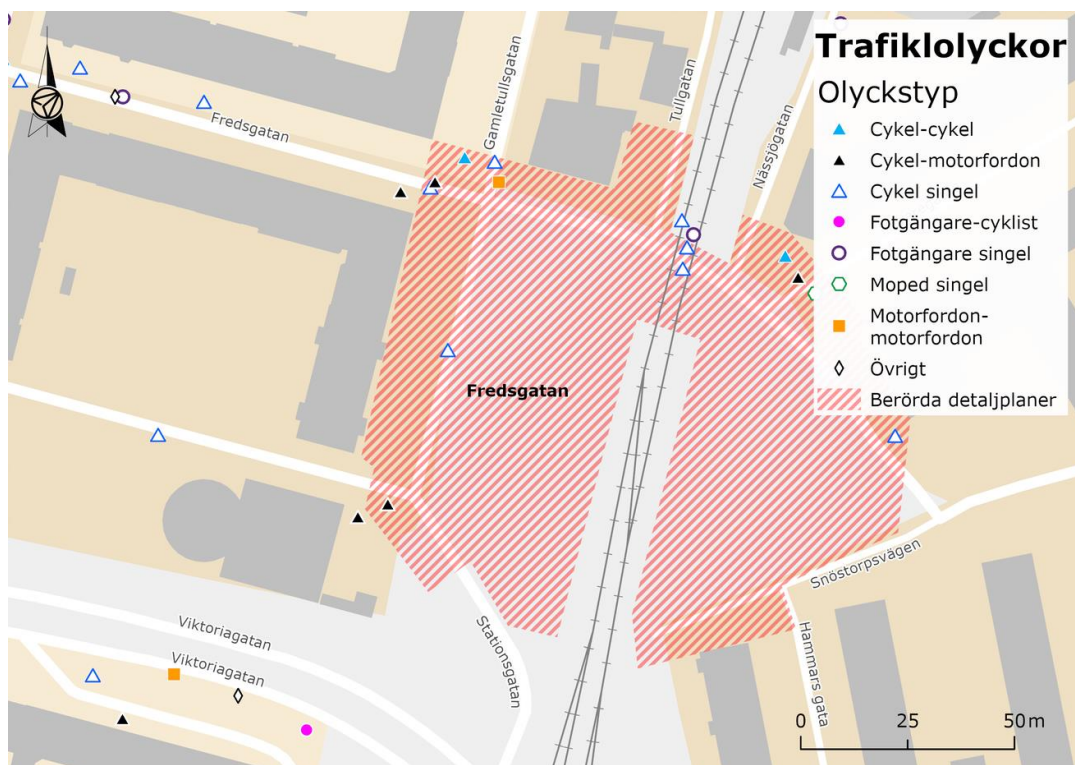 Trafiklolyckor
Olyckstyp
Cykel-cykel
Cykel-motorfordon
Cykel singel
Fotgängare-cyklist
Fotgängare singel
Moped singel
Motorfordon-
motorfordon
Övrigt
Berörda detaljplaner
Fredsgatan
Gamletullsgatan
Tullgatan
Nässjögatan
Fredsgatan
Snöstorpsvägen
Hammars gata
Stationsgatan
Viktoriagatan
Viktoriagatan
0 25 50 m